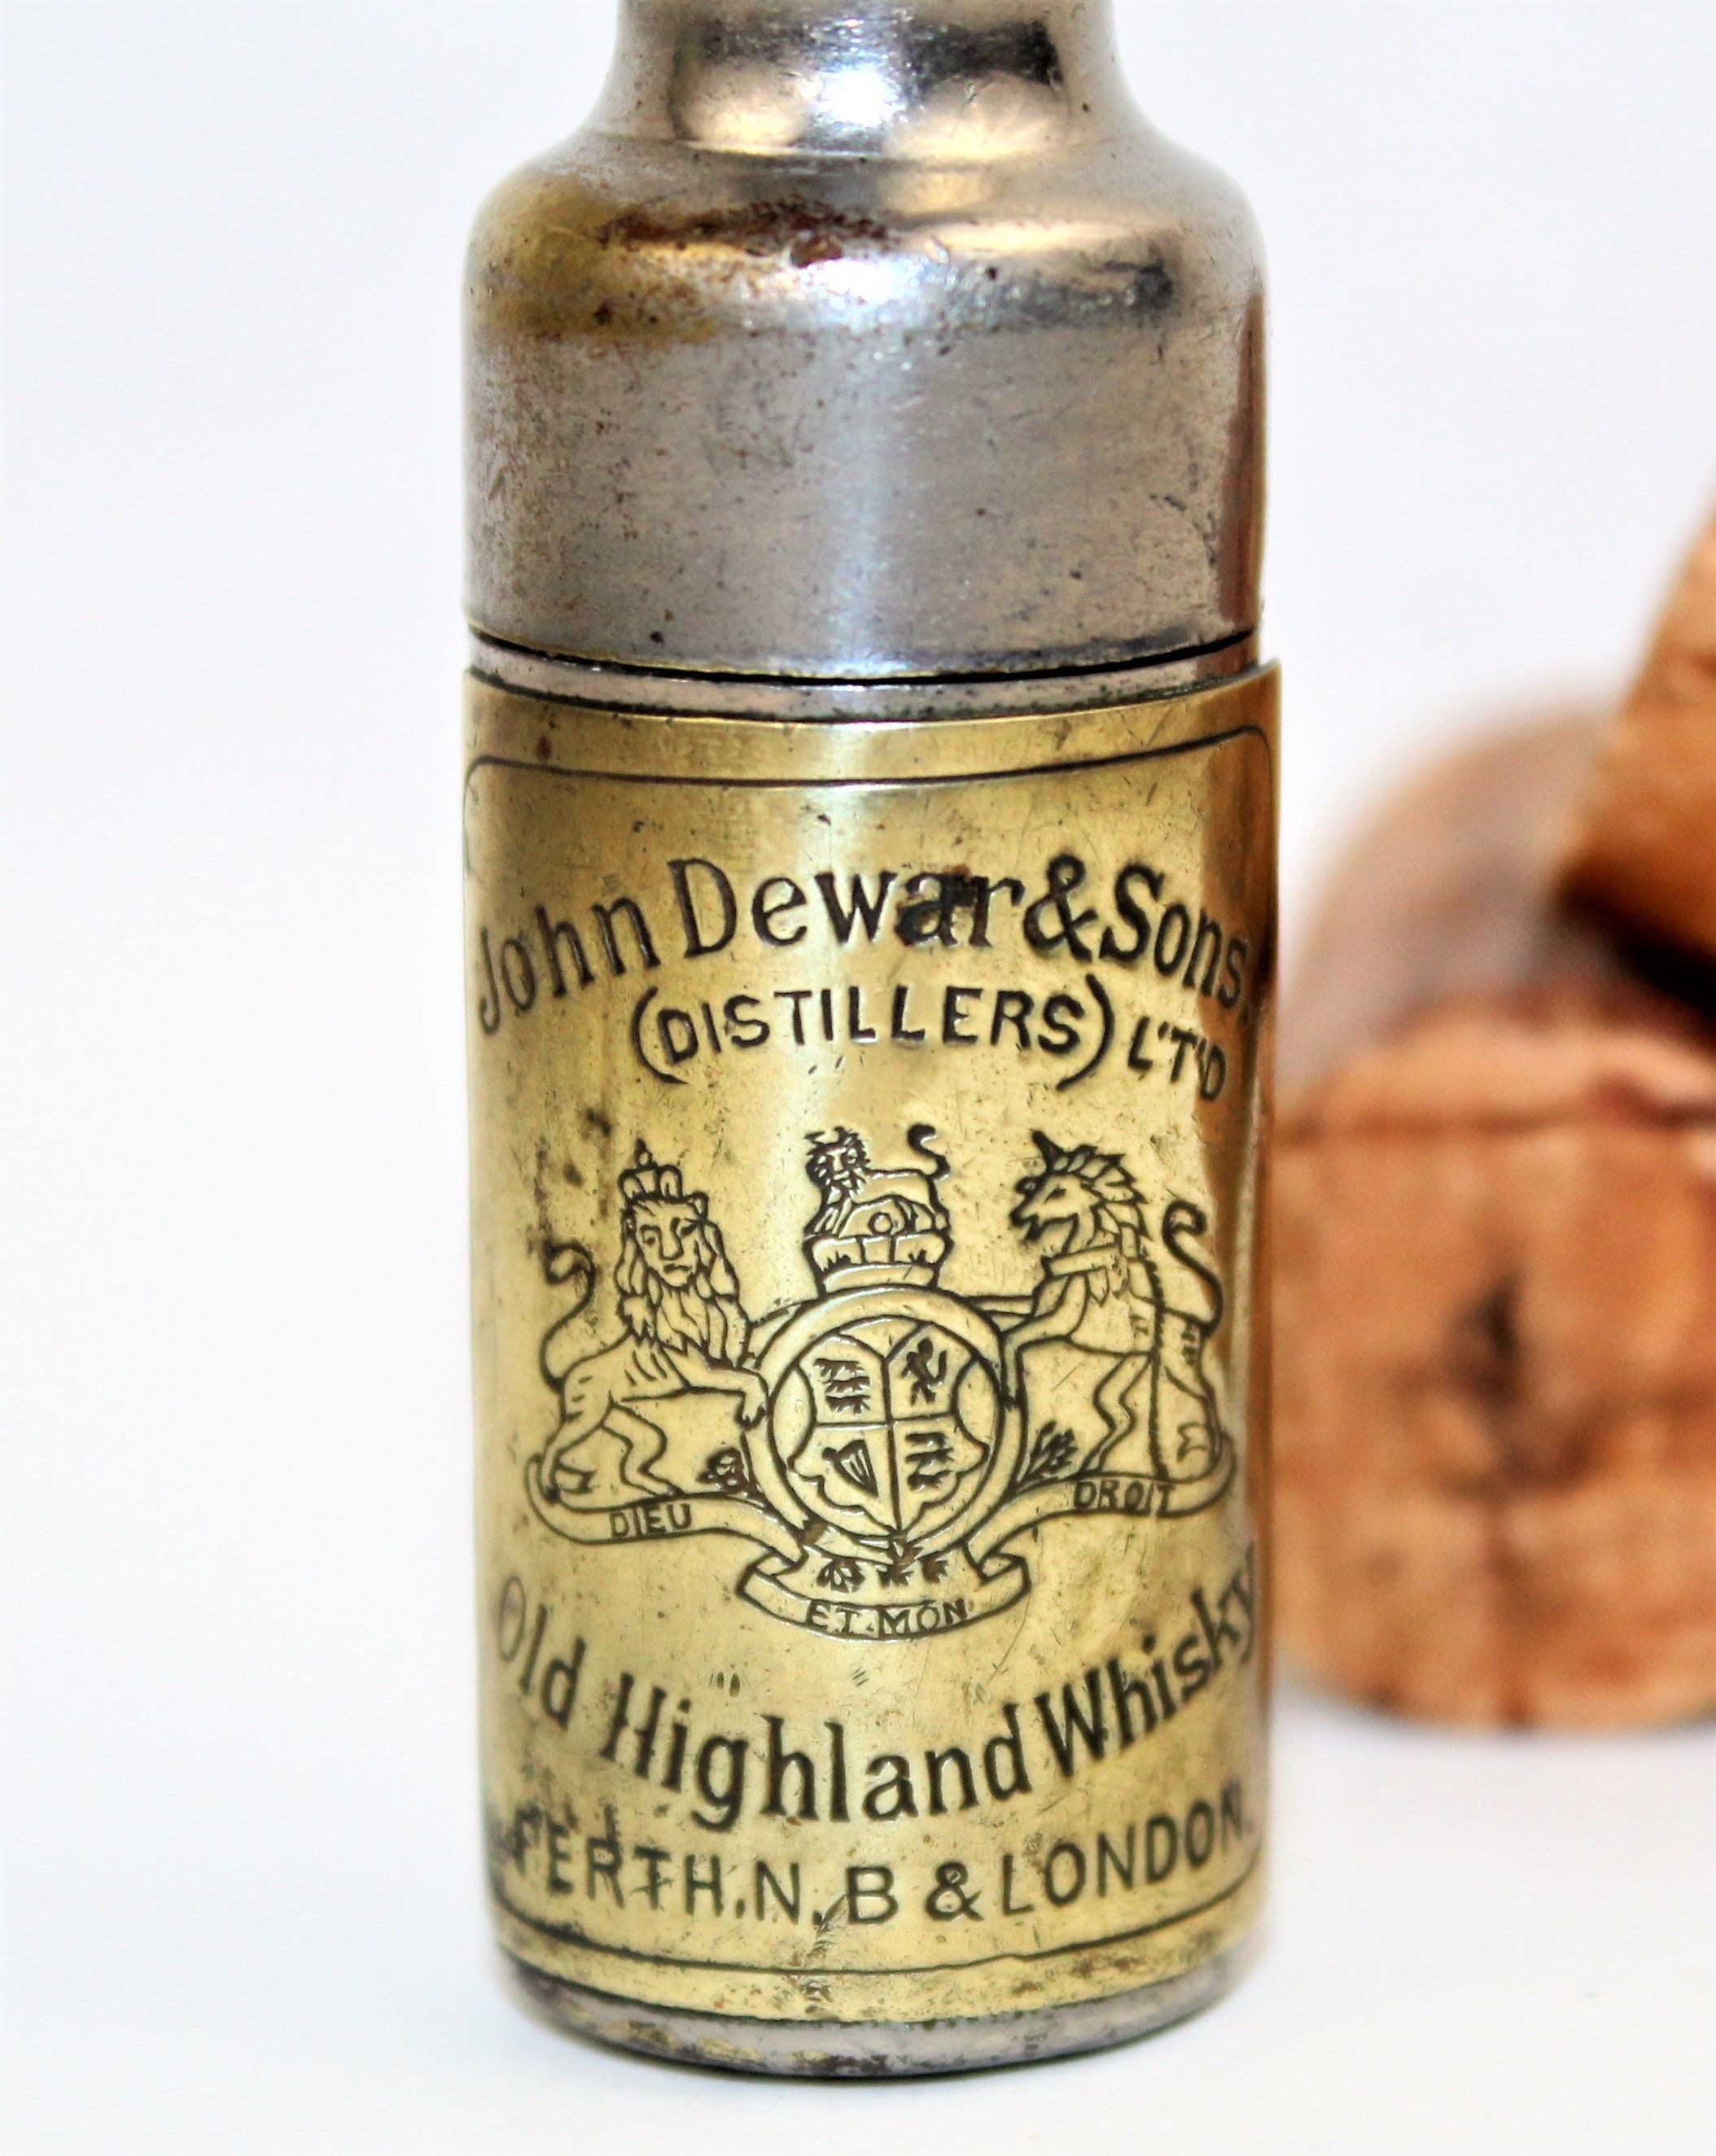 John Dewar & Sons.
(DISTILLERS) L'T'D
DIEU ET MON DROIT
Old Highland Whisky
PERTH. N. B & LONDON.